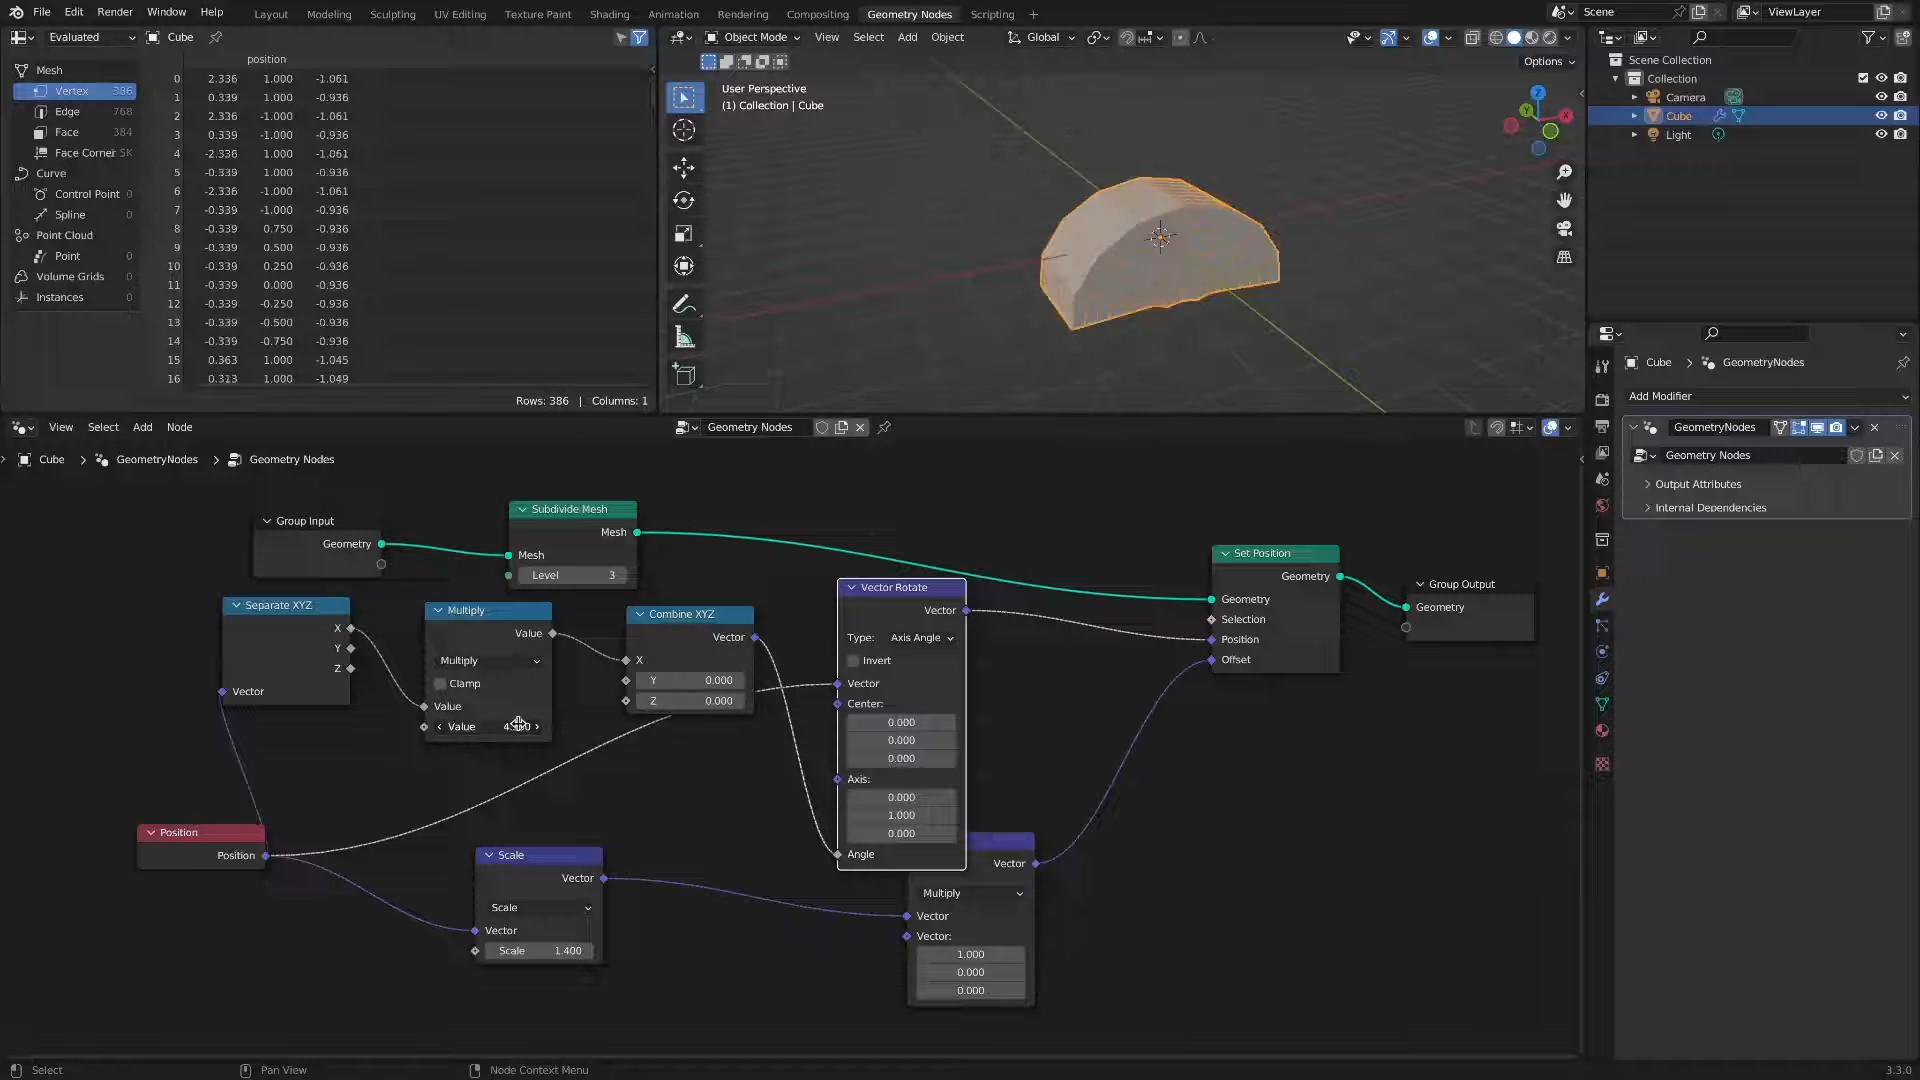 File Edit Render Window Help Layout Modeling Sculpting UV Editing Texture Paint Shading Animation Rendering Compositing Geometry Nodes Scripting + Scene ViewLayer
Evaluated Cube
Object Mode View Select Add Object Global
Options
position
Mesh
Vertex 386
Edge 768
Face 384
Face Corner 5K
Curve
Control Point 0
Spline 0
Point Cloud
Point 0
Volume Grids 0
Instances 0
0 2.336 1.000 -1.061
1 0.339 1.000 -0.936
2 2.336 -1.000 -1.061
3 0.339 -1.000 -0.936
4 -2.336 1.000 -1.061
5 -0.339 1.000 -0.936
6 -2.336 -1.000 -1.061
7 -0.339 -1.000 -0.936
8 -0.339 0.750 -0.936
9 -0.339 0.500 -0.936
10 -0.339 0.250 -0.936
11 -0.339 0.000 -0.936
12 -0.339 -0.250 -0.936
13 -0.339 -0.500 -0.936
14 -0.339 -0.750 -0.936
15 0.363 1.000 -1.045
16 0.313 1.000 -1.049
Rows: 386 | Columns: 1
User Perspective
(1) Collection | Cube
Z
Y
X
Scene Collection
Collection
Camera
Cube
Light
Cube > GeometryNodes
Add Modifier
GeometryNodes
Geometry Nodes
Output Attributes
Internal Dependencies
View Select Add Node
Geometry Nodes
Cube > GeometryNodes > Geometry Nodes
Group Input
Geometry
Subdivide Mesh
Mesh
Mesh
Level 3
Separate XYZ
X
Y
Z
Vector
Multiply
Value
Multiply
Clamp
Value
Value
Combine XYZ
Vector
X
Y 0.000
Z 0.000
Vector Rotate
Vector
Type: Axis Angle
Invert
Vector
Center:
0.000
0.000
0.000
Axis:
0.000
1.000
0.000
Angle
Set Position
Geometry
Geometry
Selection
Position
Offset
Group Output
Geometry
Position
Position
Scale
Vector
Scale
Vector
Scale 1.400
Vector
Multiply
Vector
Vector:
1.000
0.000
0.000
Select Pan View Node Context Menu 3.3.0